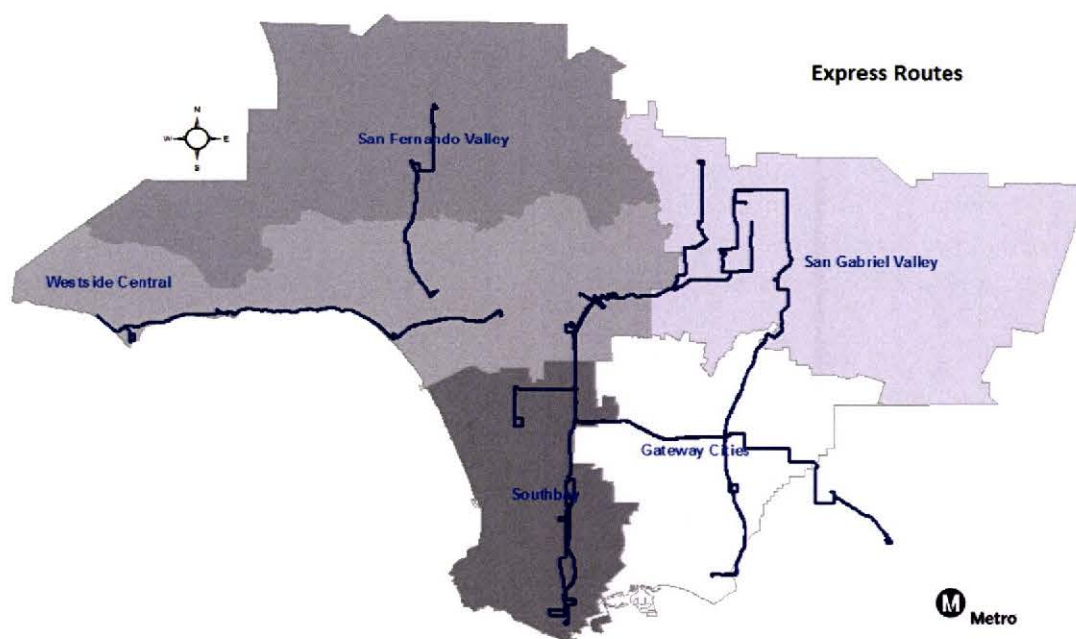 Express Routes
N
W E
S
San Fernando Valley
San Gabriel Valley
Westside Central
Gateway Cities
Southbay
M
Metro